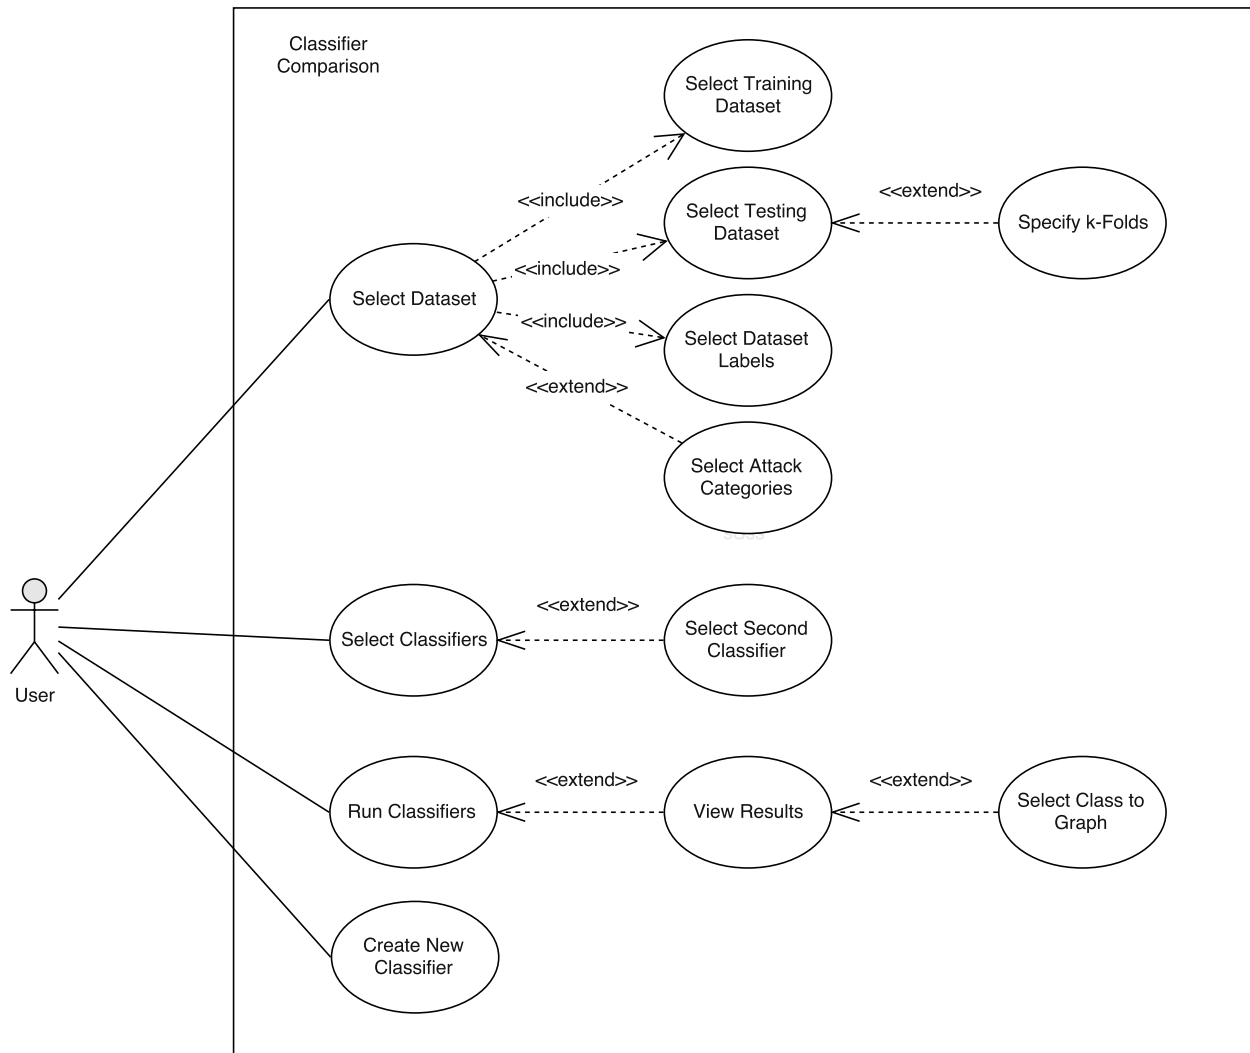 Classifier
Comparison
Select Training
Dataset
<<include>>
Select Testing
Dataset
<<extend>>
Specify k-Folds
<<include>>
Select Dataset
<<include>>
Select Dataset
Labels
<<extend>>
Select Attack
Categories
User
Select Classifiers
<<extend>>
Select Second
Classifier
Run Classifiers
<<extend>>
View Results
<<extend>>
Select Class to
Graph
Create New
Classifier